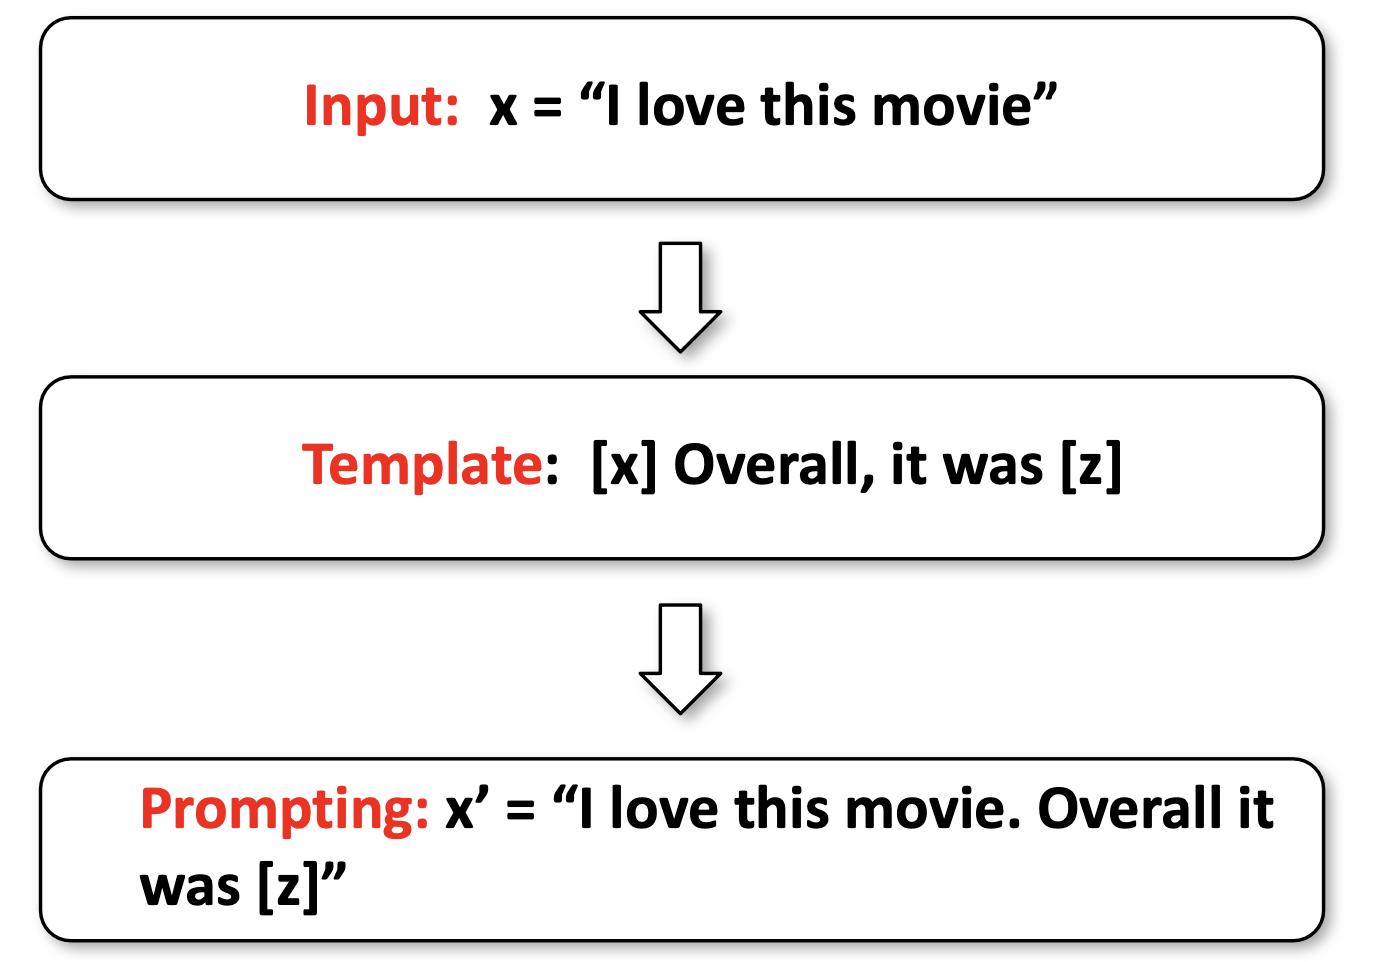 Input: x = “I love this movie”
Template: [x] Overall, it was [z]
Prompting: x’ = “I love this movie. Overall it
was [z]”